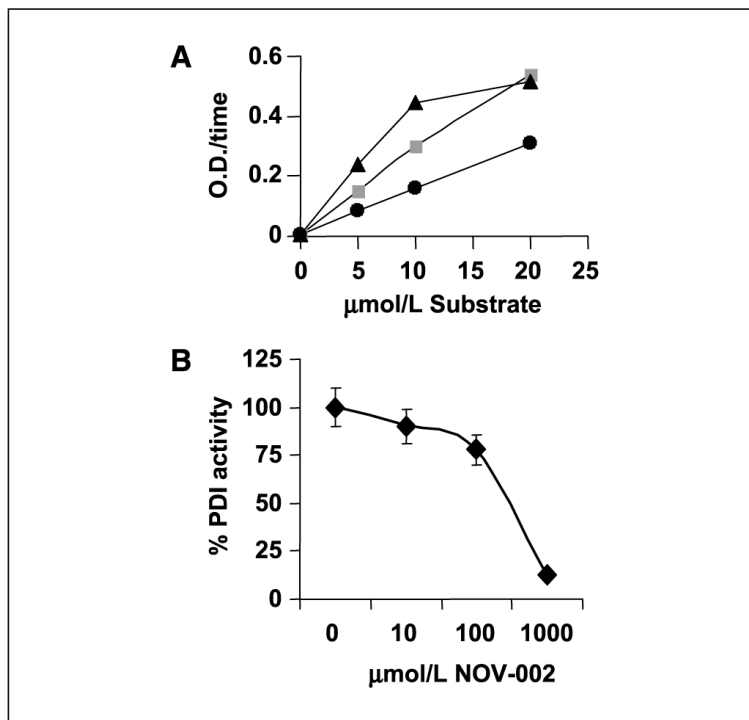 A
0.6
0.4
0.2
0
O.D./time
0 5 10 15 20 25
μmol/L Substrate
B
125
100
75
50
25
0
% PDI activity
0 10 100 1000
μmol/L NOV-002